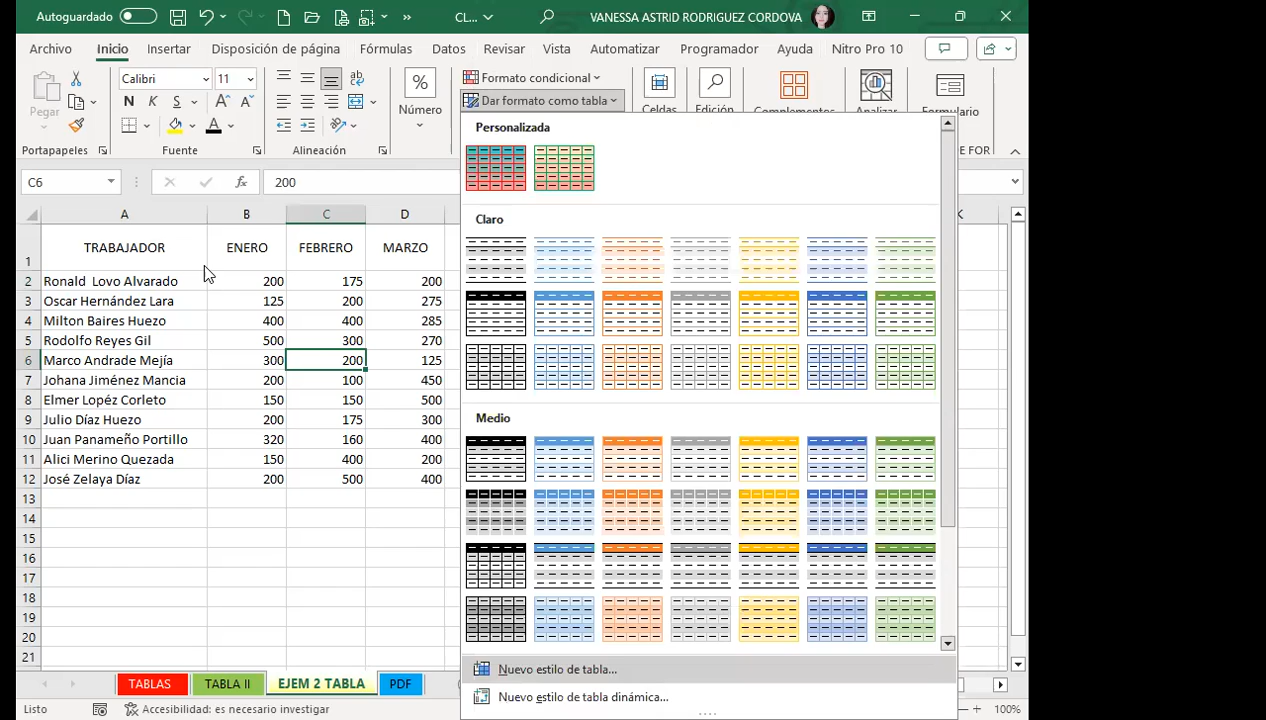 Autoguardado CL... VANESSA ASTRID RODRIGUEZ CORDOVA
Archivo Inicio Insertar Disposición de página Fórmulas Datos Revisar Vista Automatizar Programador Ayuda Nitro Pro 10
Pegar Calibri 11 N K S A A A % Número Formato condicional Celdas Edición Complementos Analizar Formulario
Dar formato como tabla
Portapapeles Fuente Alineación FOR
C6 fx 200
A B C D K
1 TRABAJADOR ENERO FEBRERO MARZO
2 Ronald Lovo Alvarado 200 175 200
3 Oscar Hernández Lara 125 200 275
4 Milton Baires Huezo 400 400 285
5 Rodolfo Reyes Gil 500 300 270
6 Marco Andrade Mejía 300 200 125
7 Johana Jiménez Mancia 200 100 450
8 Elmer Lopéz Corleto 150 150 500
9 Julio Díaz Huezo 200 175 300
10 Juan Panameño Portillo 320 160 400
11 Alici Merino Quezada 150 400 200
12 José Zelaya Díaz 200 500 400
13
14
15
16
17
18
19
20
21
Personalizada
Claro
Medio
Nuevo estilo de tabla...
Nuevo estilo de tabla dinámica...
TABLAS TABLA II EJEM 2 TABLA PDF
Listo Accesibilidad: es necesario investigar 100%